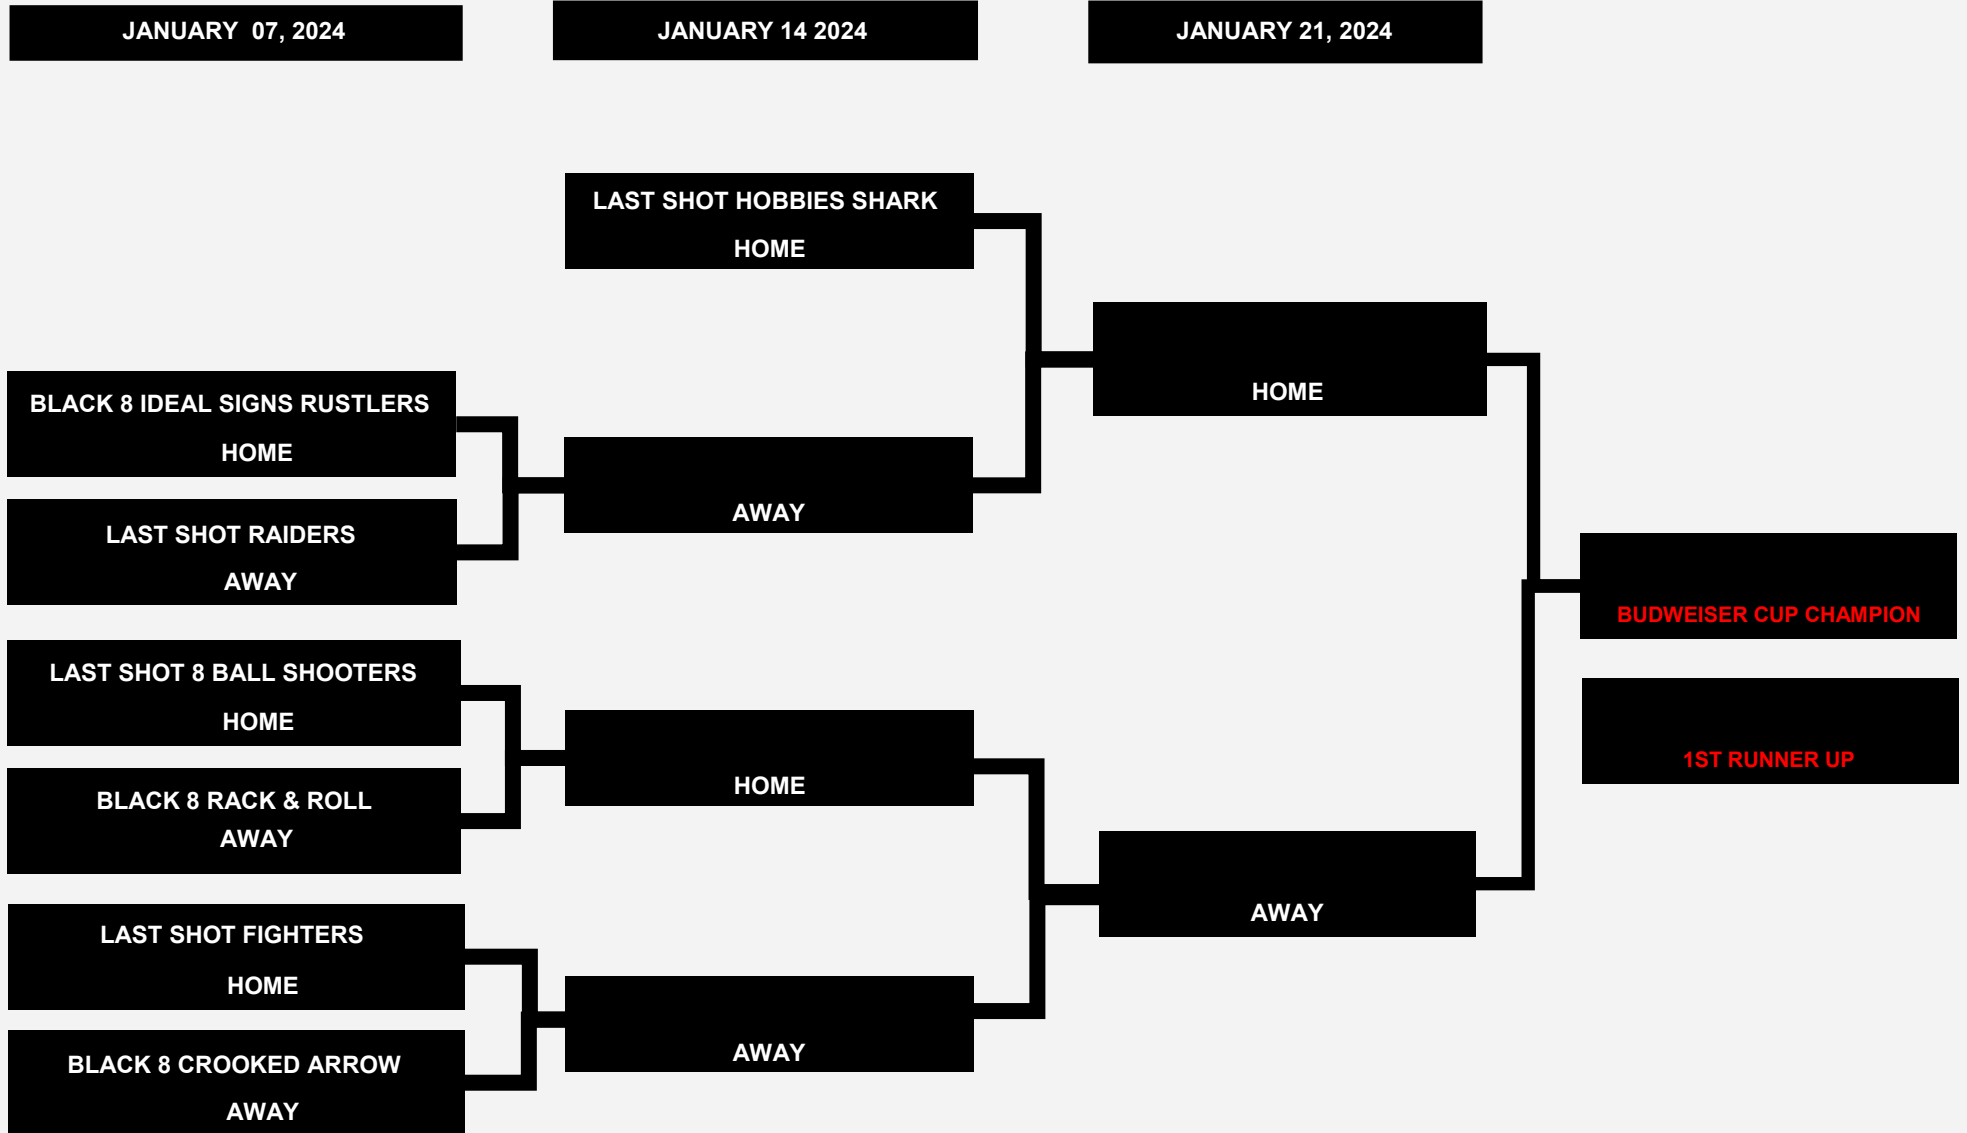 JANUARY  07, 2024
JANUARY 14 2024
JANUARY 21, 2024
LAST SHOT HOBBIES SHARK
HOME
HOME
BLACK 8 IDEAL SIGNS RUSTLERS
HOME
AWAY
LAST SHOT RAIDERS
AWAY
BUDWEISER CUP CHAMPION
LAST SHOT 8 BALL SHOOTERS
HOME
HOME
1ST RUNNER UP
BLACK 8 RACK & ROLL
AWAY
AWAY
LAST SHOT FIGHTERS
HOME
AWAY
BLACK 8 CROOKED ARROW
AWAY